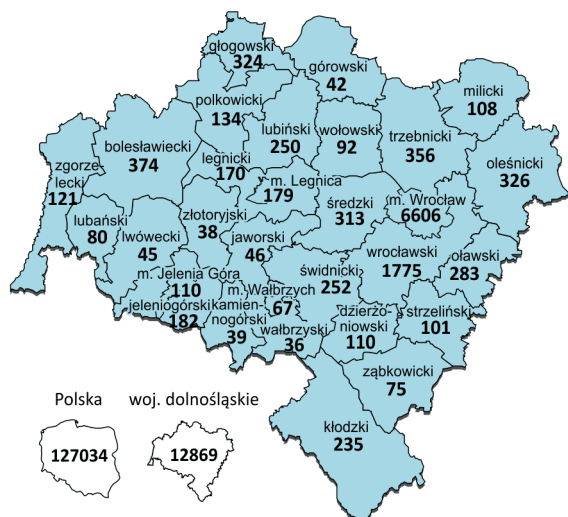 głogowski
324
górowski
42
milicki
108
polkowicki
134
lubiński
250
wołowski
92
trzebnicki
356
bolesławiecki
374
legnicki
170
oleśnicki
326
zgorze-
lecki
121
m. Legnica
179
średzki
313
m. Wrocław
6606
lubański
80
lwówecki
45
złotoryjski
38
jaworski
46
wrocławski
1775
oławski
283
świdnicki
252
m. Jelenia Góra
110
m. Wałbrzych
67
jeleniogórski
182
kamien-
nogórski
39
wałbrzyski
36
dzierżo-
niowski
110
strzeliński
101
ząbkowicki
75
kłodzki
235
Polska
127034
woj. dolnośląskie
12869